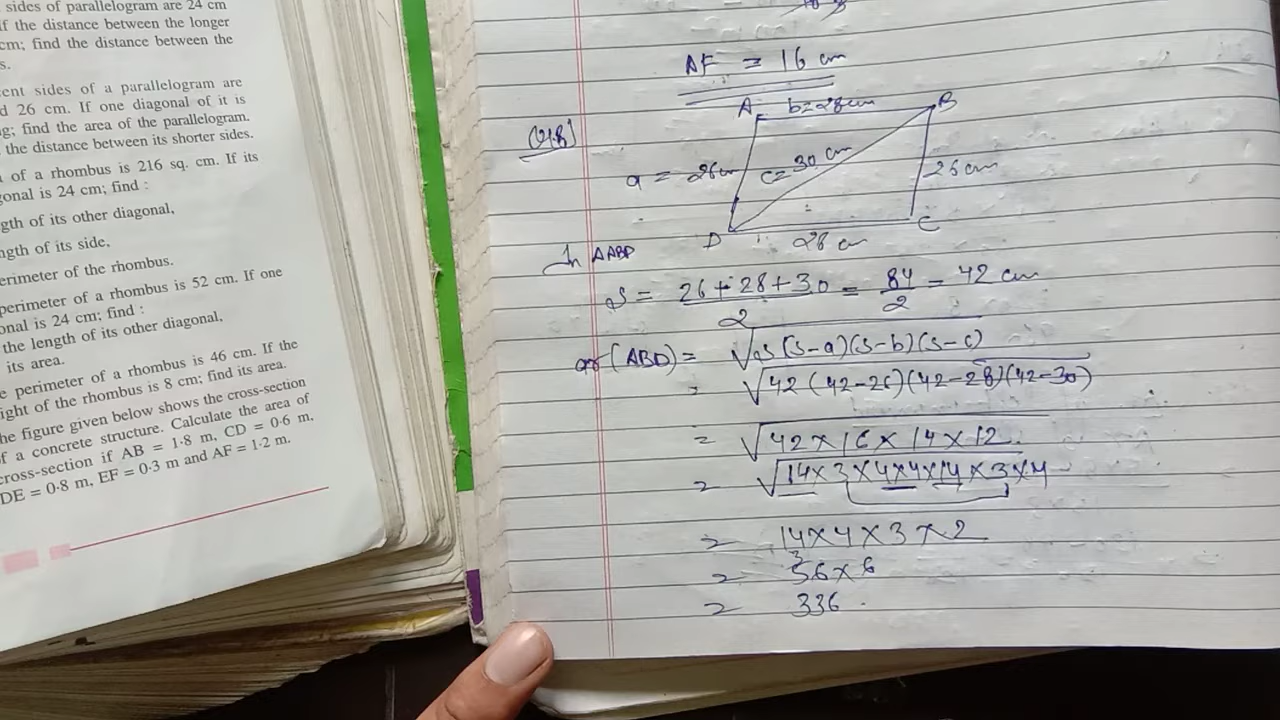 sides of parallelogram are 24 cm
f the distance between the longer
cm; find the distance between the
s.
cent sides of a parallelogram are
d 26 cm. If one diagonal of it is
g; find the area of the parallelogram.
the distance between its shorter sides.
of a rhombus is 216 sq. cm. If its
gonal is 24 cm; find :
gth of its other diagonal,
ngth of its side,
erimeter of the rhombus.
perimeter of a rhombus is 52 cm. If one
onal is 24 cm; find :
the length of its other diagonal,
its area.
e perimeter of a rhombus is 46 cm. If the
ight of the rhombus is 8 cm; find its area.
he figure given below shows the cross-section
f a concrete structure. Calculate the area of
cross-section if AB = 1·8 m, CD = 0·6 m,
DE = 0·8 m, EF = 0·3 m and AF = 1·2 m.
AF = 16 cm
A b=28cm B
a = 26cm c=30 cm 26cm
D 28 cm C
In ΔABD
S = 26+28+30/2 = 84/2 = 42 cm
ar (ABD) = √s(s-a)(s-b)(s-c)
= √42(42-26)(42-28)(42-30)
= √42×16×14×12
= √14×3×4×4×14×3×4
= 14×4×3×2
= 56×6
= 336